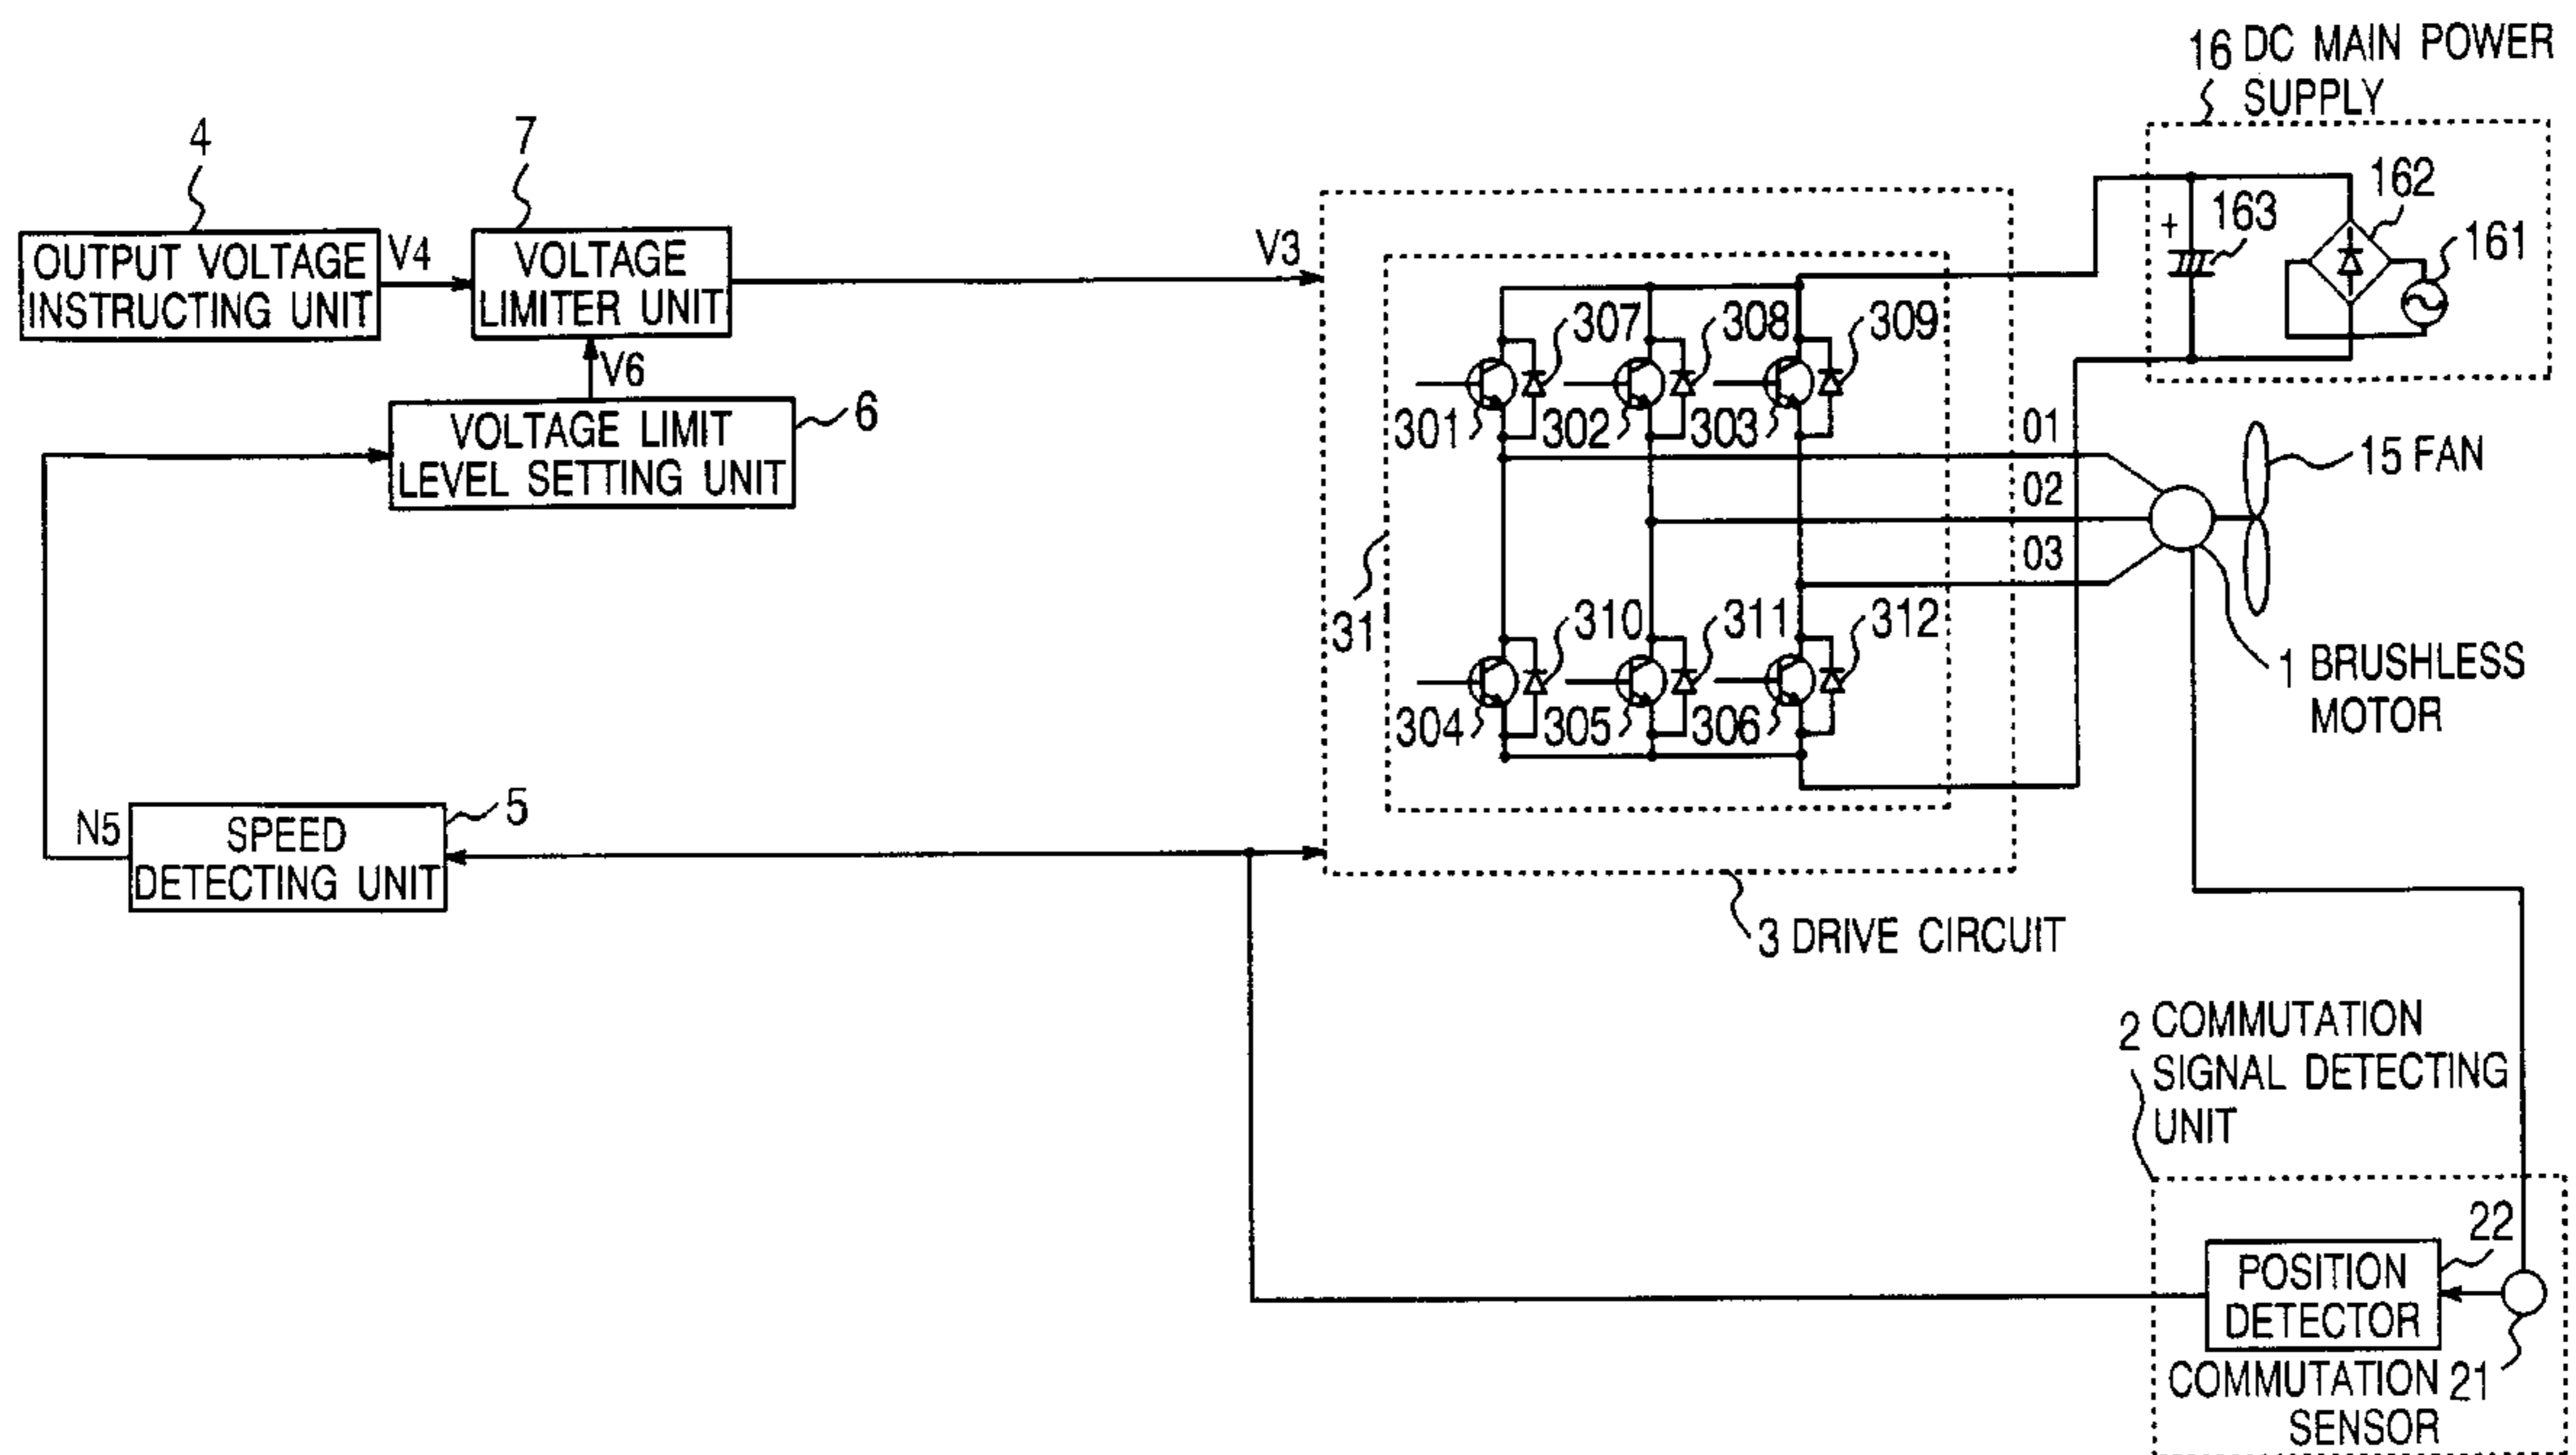 16 DC MAIN POWER
SUPPLY
4
7
162
163
+
161
OUTPUT VOLTAGE
INSTRUCTING UNIT
V4
VOLTAGE
LIMITER UNIT
V3
V6
VOLTAGE LIMIT
LEVEL SETTING UNIT
6
307
308
309
301
302
303
01
02
03
15 FAN
31
310
311
312
304
305
306
1 BRUSHLESS
MOTOR
N5
SPEED
DETECTING UNIT
5
3 DRIVE CIRCUIT
2 COMMUTATION
SIGNAL DETECTING
UNIT
22
POSITION
DETECTOR
COMMUTATION 21
SENSOR